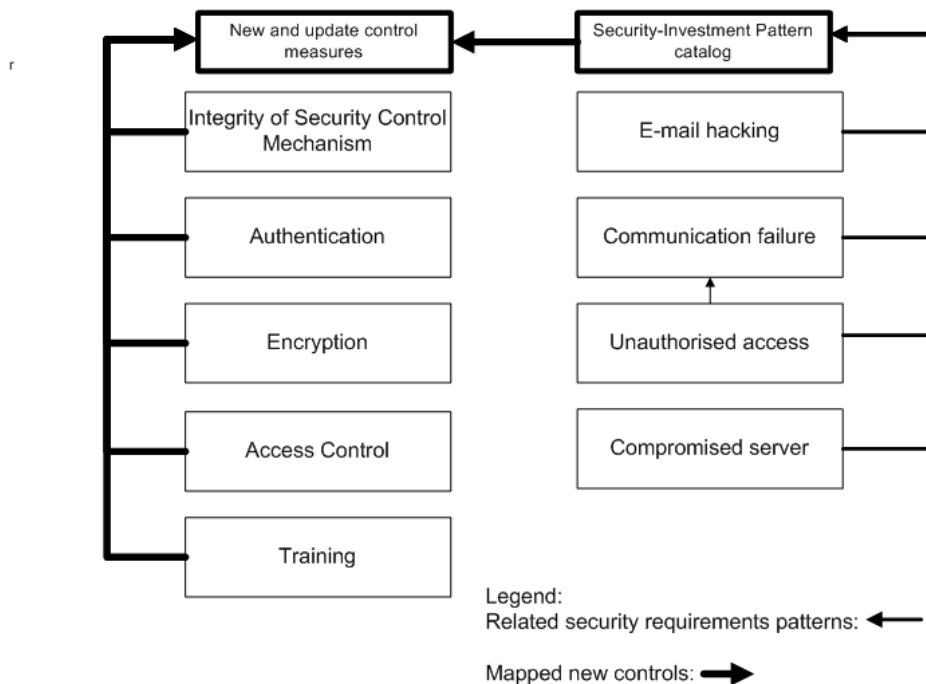 New and update control
measures
Security-Investment Pattern
catalog
r
Integrity of Security Control
Mechanism
E-mail hacking
Authentication
Communication failure
Encryption
Unauthorised access
Access Control
Compromised server
Training
Legend:
Related security requirements patterns:
Mapped new controls: